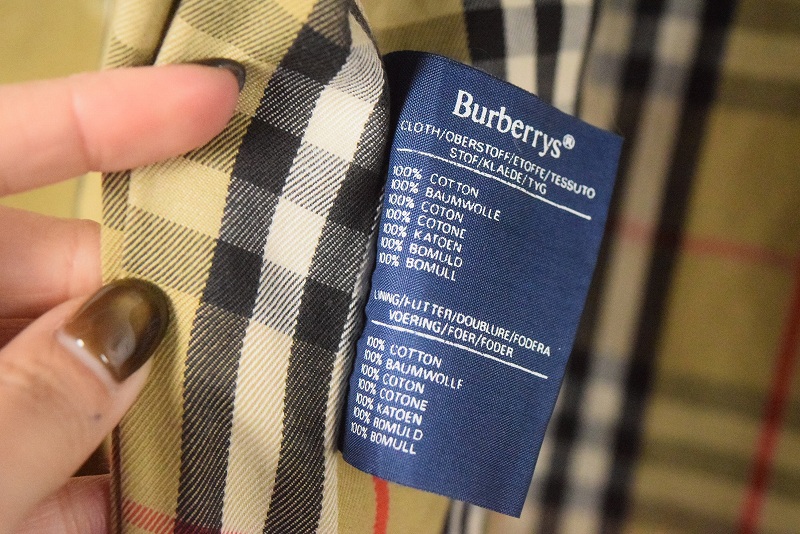 Burberrys®
CLOTH/OBERSTOFF/ETOFFE/TESSUTO
STOF/KLAEDE/TYG
100% COTTON
100% BAUMWOLLE
100% COTON
100% COTONE
100% KATOEN
100% BOMULD
100% BOMULL
LINING/FUTTER/DOUBLURE/FODERA
VOERING/FOER/FODER
100% COTTON
100% BAUMWOLLE
100% COTON
100% COTONE
100% KATOEN
100% BOMULD
100% BOMULL